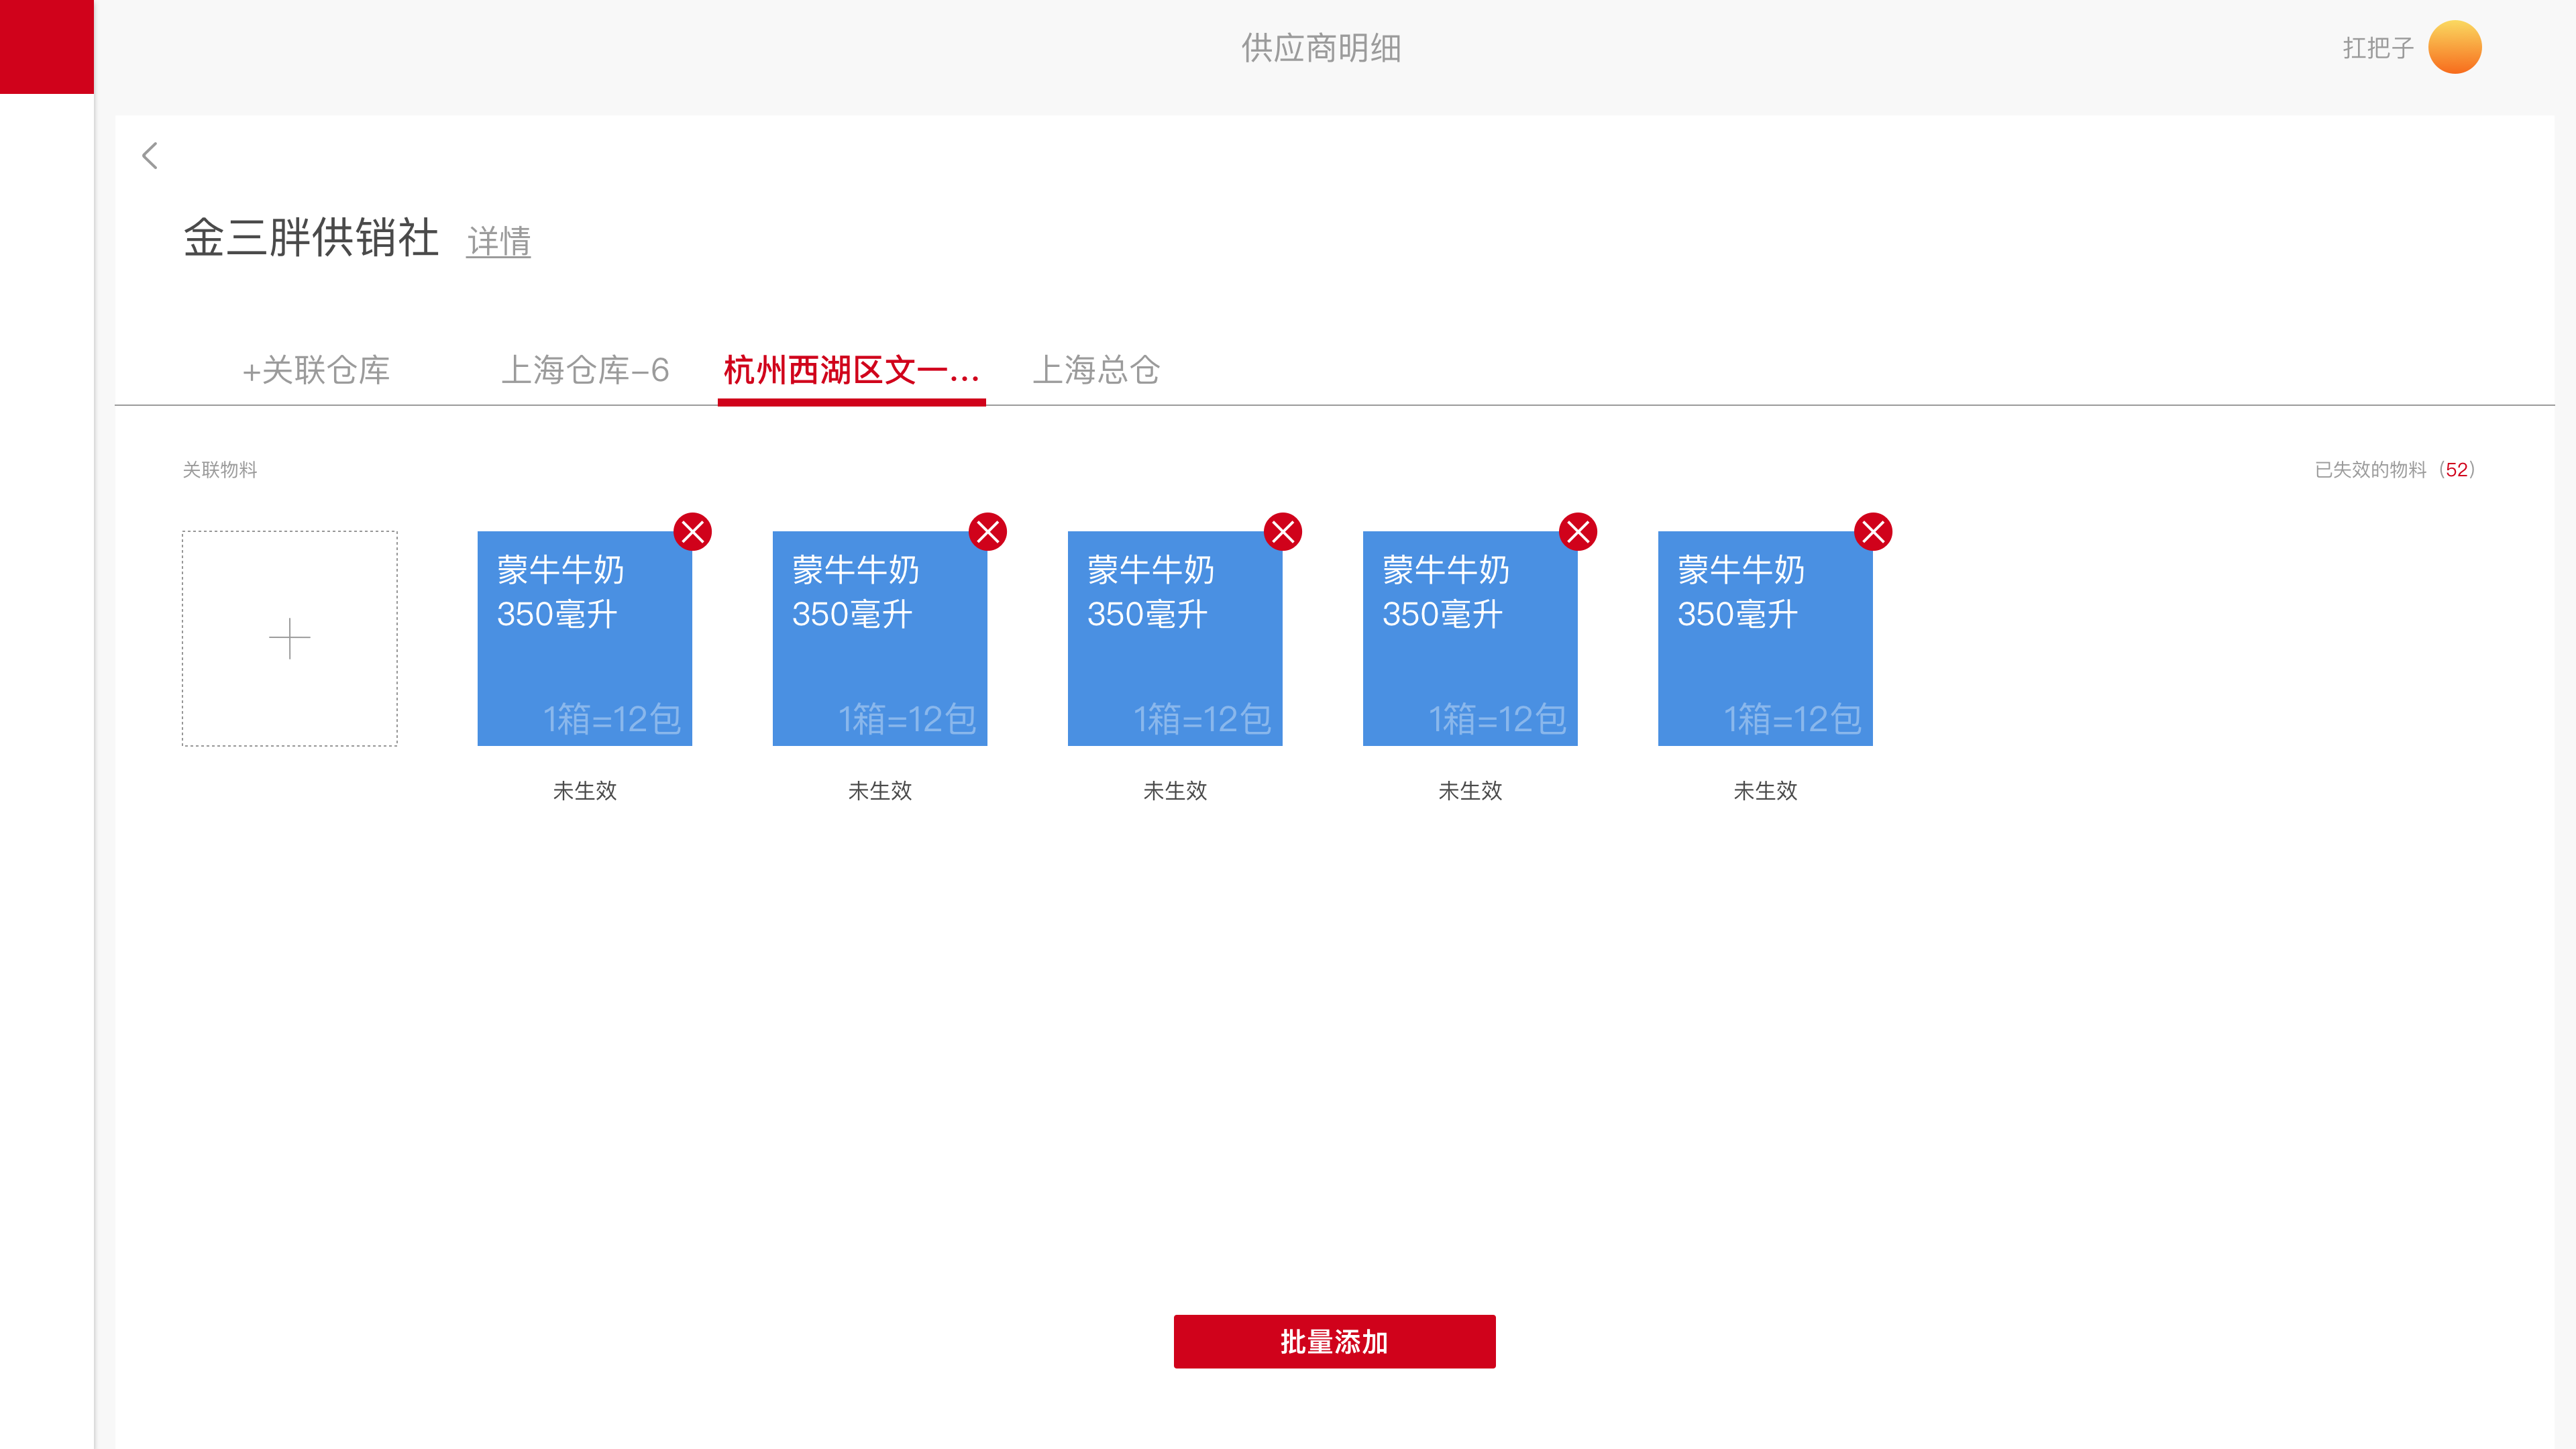 供应商明细
扛把子
金三胖供销社 详情
+关联仓库 上海仓库-6 杭州西湖区文一... 上海总仓
关联物料 已失效的物料（52）
蒙牛牛奶 蒙牛牛奶 蒙牛牛奶 蒙牛牛奶 蒙牛牛奶
350毫升 350毫升 350毫升 350毫升 350毫升
1箱=12包 1箱=12包 1箱=12包 1箱=12包 1箱=12包
未生效 未生效 未生效 未生效 未生效
批量添加